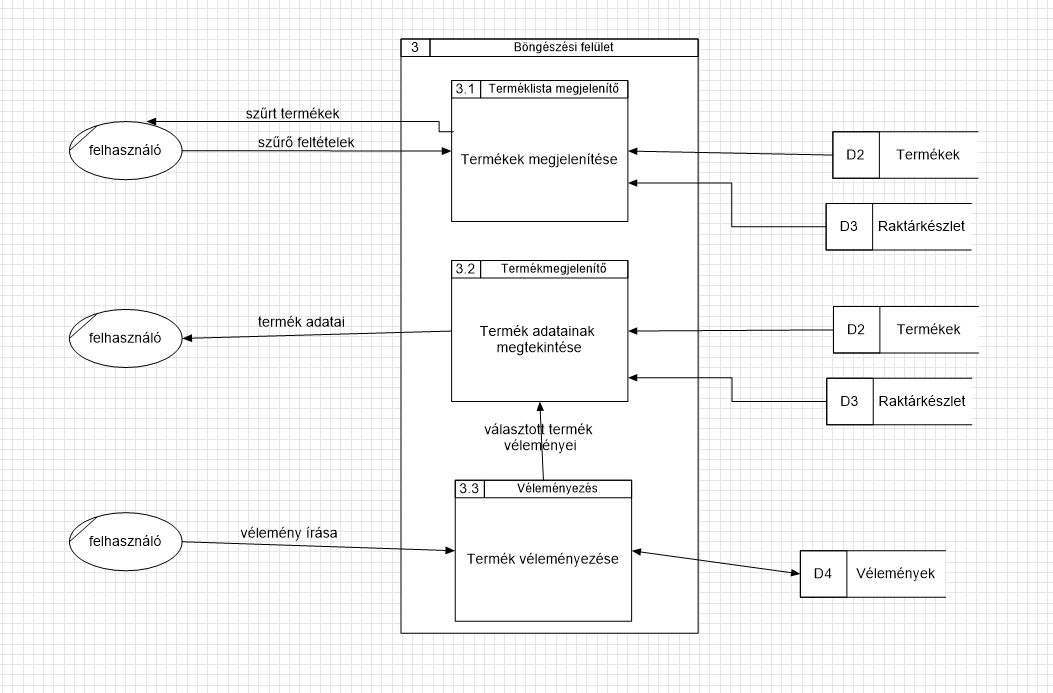 3 Böngészési felület
3.1 Terméklista megjelenítő
szűrt termékek
felhasználó
szűrő feltételek
Termékek megjelenítése
D2 Termékek
D3 Raktárkészlet
3.2 Termékmegjelenítő
termék adatai
felhasználó
Termék adatainak
megtekintése
D2 Termékek
D3 Raktárkészlet
választott termék
véleményei
3.3 Véleményezés
vélemény írása
felhasználó
Termék véleményezése
D4 Vélemények